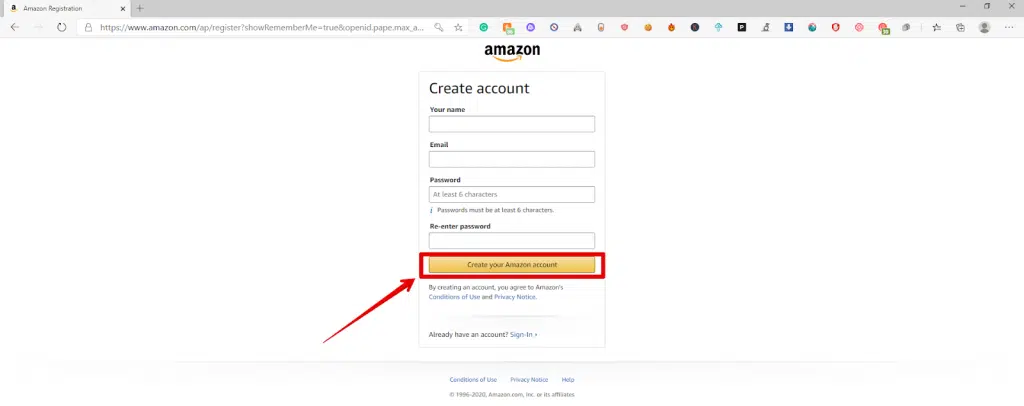 Amazon Registration
https://www.amazon.com/ap/register?showRememberMe=true&openid.pape.max_a...
amazon
Create account
Your name
Email
Password
At least 6 characters
i Passwords must be at least 6 characters.
Re-enter password
Create your Amazon account
By creating an account, you agree to Amazon's
Conditions of Use and Privacy Notice.
Already have an account? Sign-In ›
Conditions of Use Privacy Notice Help
© 1996-2020, Amazon.com, Inc. or its affiliates